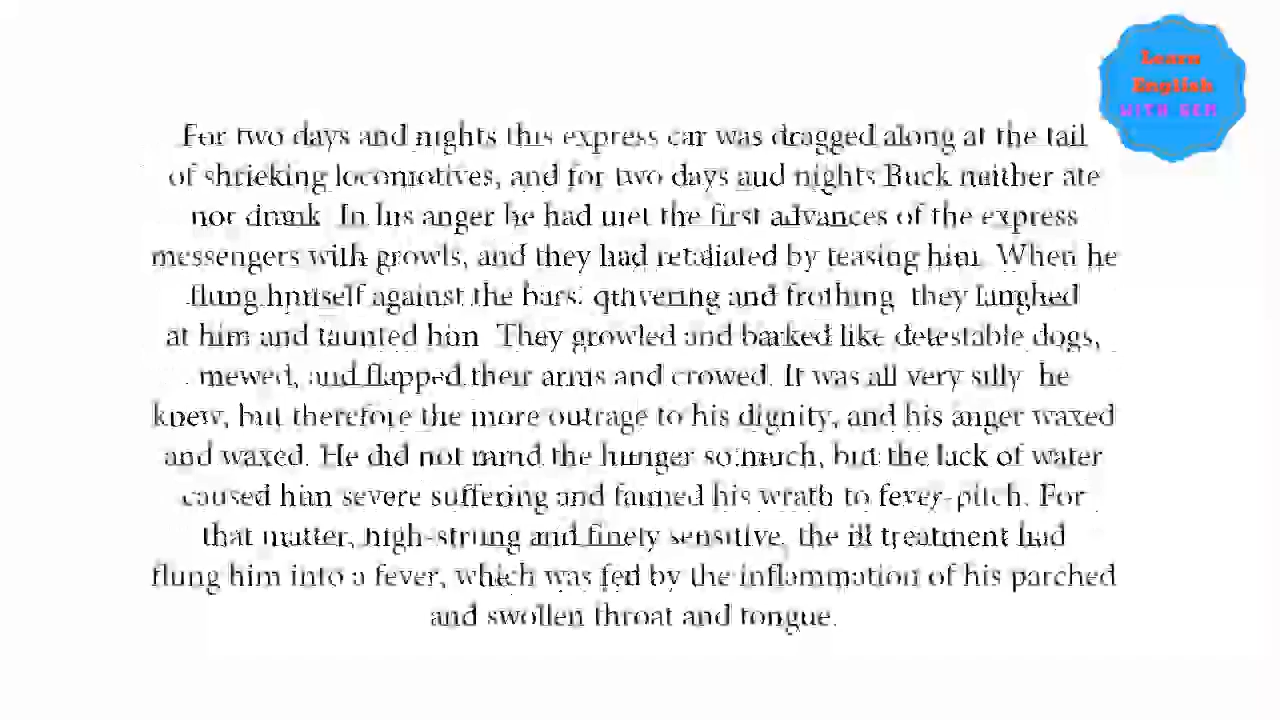 Learn
English
WITH GEM
For two days and nights this express car was dragged along at the tail
of shrieking locomotives, and for two days and nights Buck neither ate
nor drank. In his anger he had met the first advances of the express
messengers with growls, and they had retaliated by teasing him. When he
flung himself against the bars, quivering and frothing, they laughed
at him and taunted him. They growled and barked like detestable dogs,
mewed, and flapped their arms and crowed. It was all very silly, he
knew, but therefore the more outrage to his dignity, and his anger waxed
and waxed. He did not mind the hunger so much, but the lack of water
caused him severe suffering and fanned his wrath to fever-pitch. For
that matter, high-strung and finely sensitive, the ill treatment had
flung him into a fever, which was fed by the inflammation of his parched
and swollen throat and tongue.